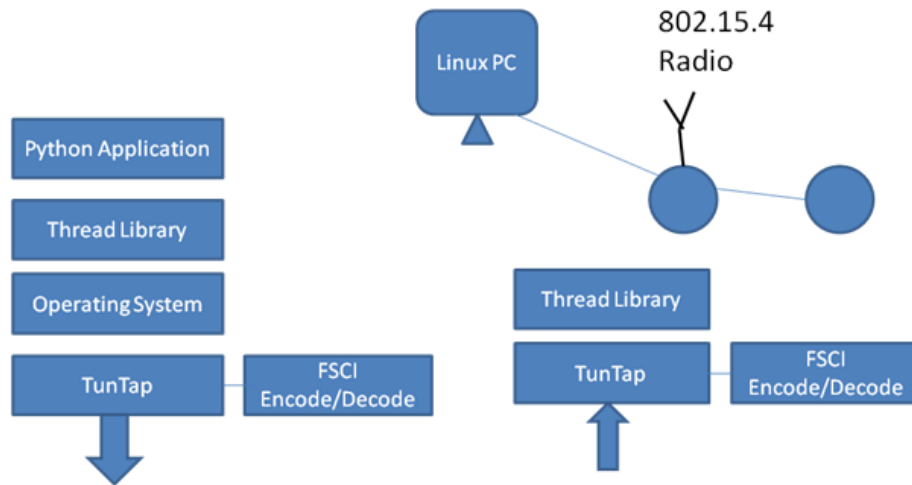 802.15.4
Radio
Linux PC
Python Application
Thread Library
Operating System
TunTap
FSCI
Encode/Decode
Thread Library
TunTap
FSCI
Encode/Decode